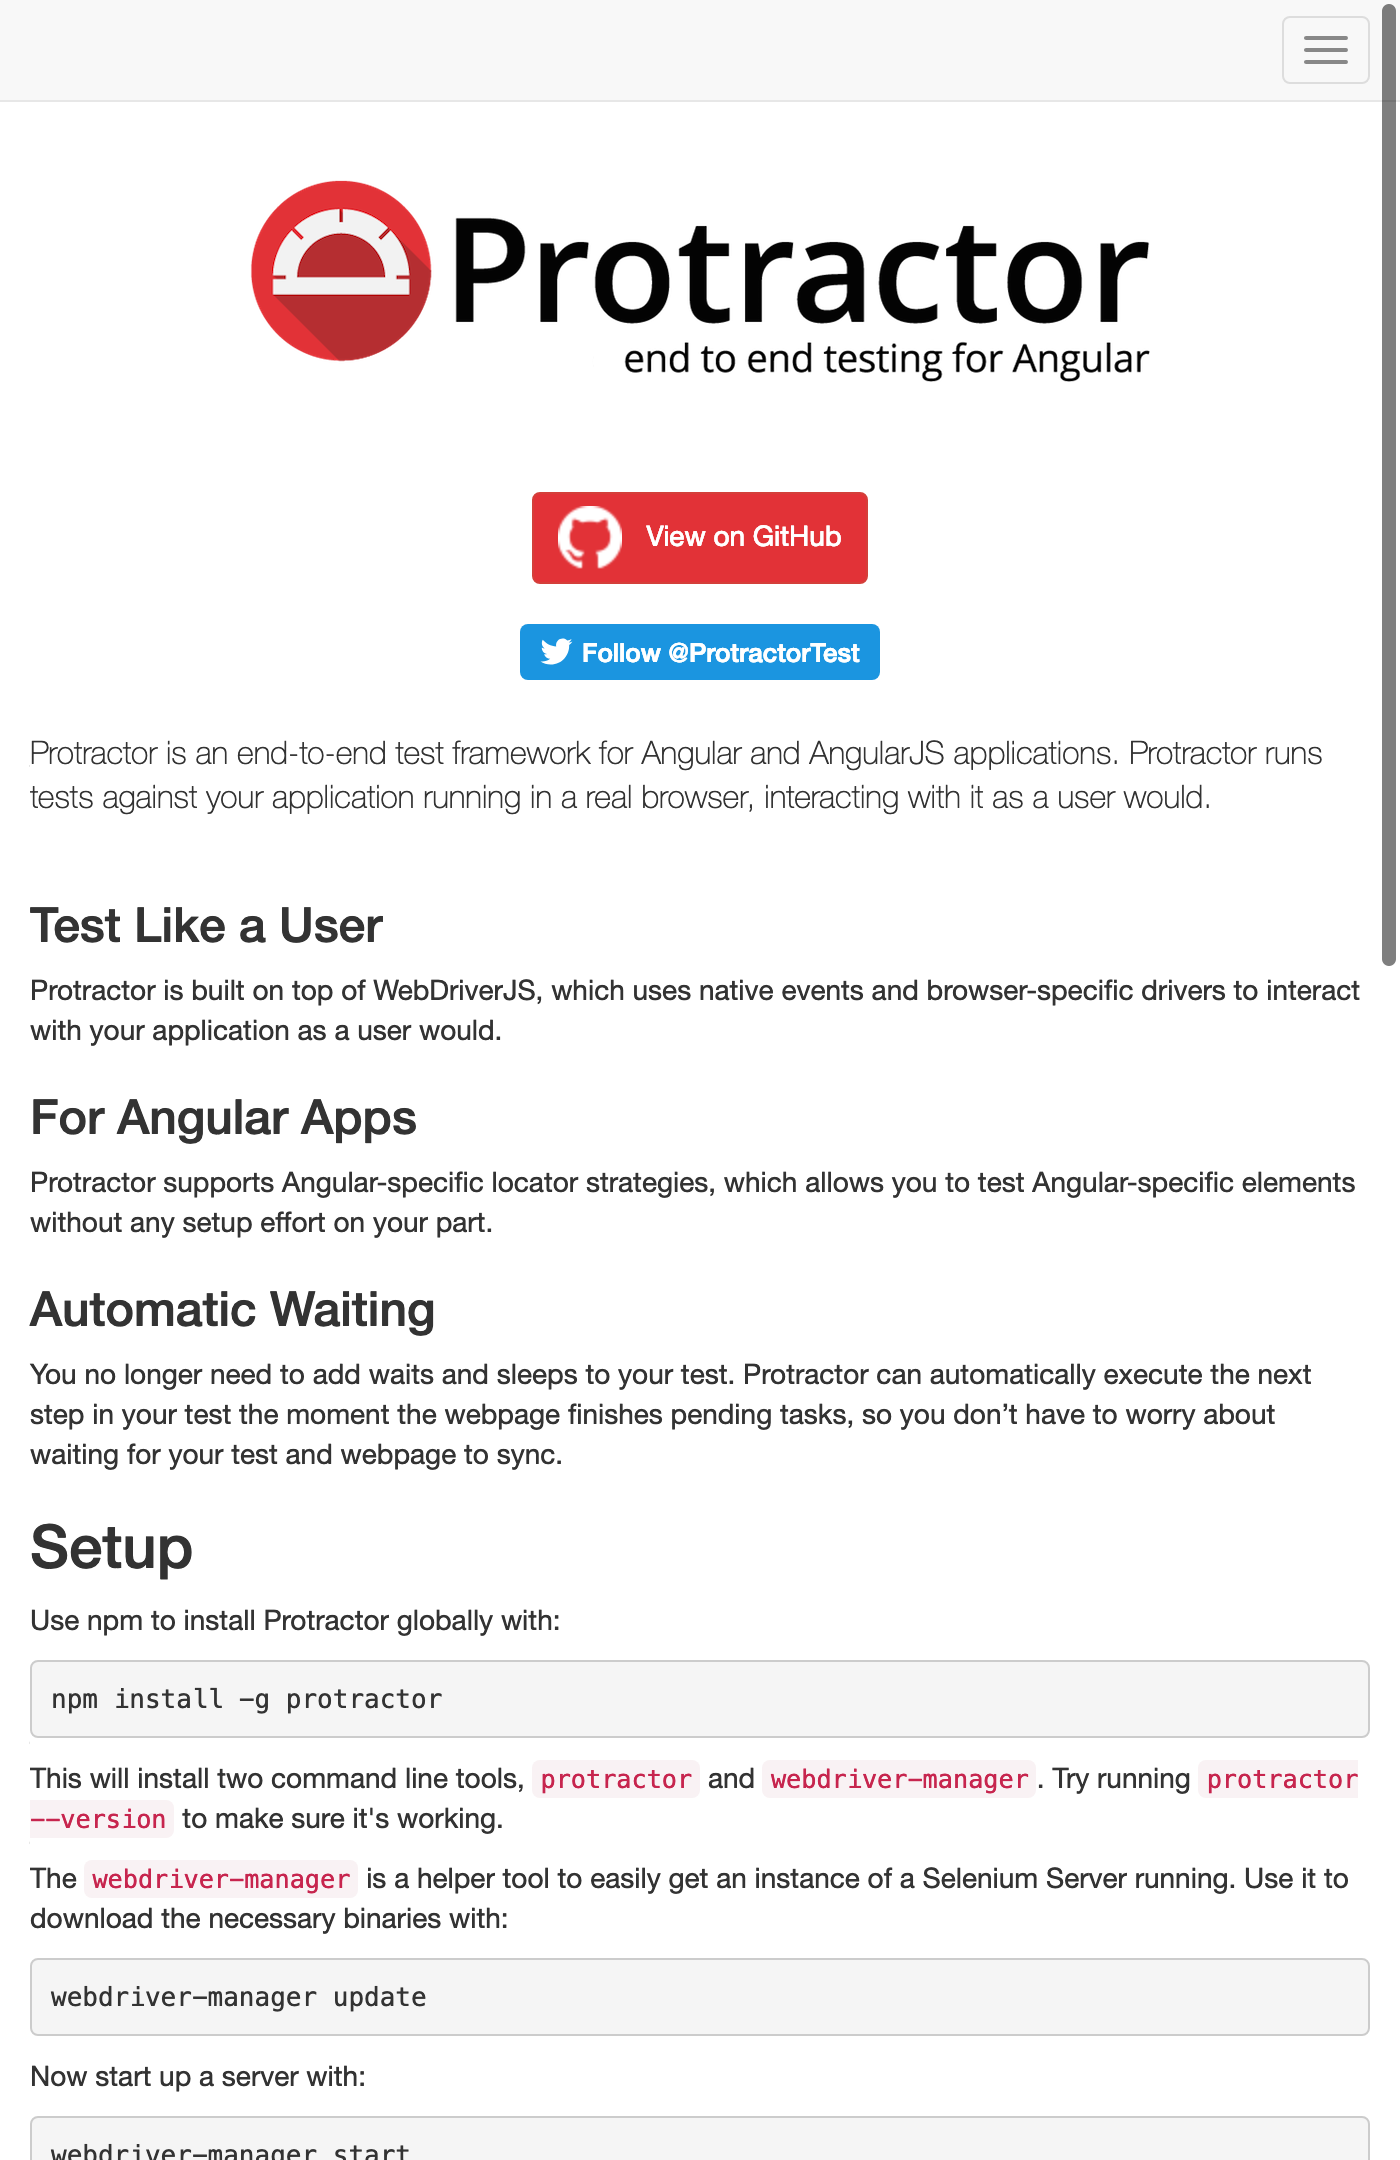 Protractor
end to end testing for Angular
View on GitHub
Follow @ProtractorTest
Protractor is an end-to-end test framework for Angular and AngularJS applications. Protractor runs
tests against your application running in a real browser, interacting with it as a user would.
Test Like a User
Protractor is built on top of WebDriverJS, which uses native events and browser-specific drivers to interact
with your application as a user would.
For Angular Apps
Protractor supports Angular-specific locator strategies, which allows you to test Angular-specific elements
without any setup effort on your part.
Automatic Waiting
You no longer need to add waits and sleeps to your test. Protractor can automatically execute the next
step in your test the moment the webpage finishes pending tasks, so you don’t have to worry about
waiting for your test and webpage to sync.
Setup
Use npm to install Protractor globally with:
npm install -g protractor
This will install two command line tools, protractor and webdriver-manager. Try running protractor
--version to make sure it's working.
The webdriver-manager is a helper tool to easily get an instance of a Selenium Server running. Use it to
download the necessary binaries with:
webdriver-manager update
Now start up a server with:
webdriver-manager start